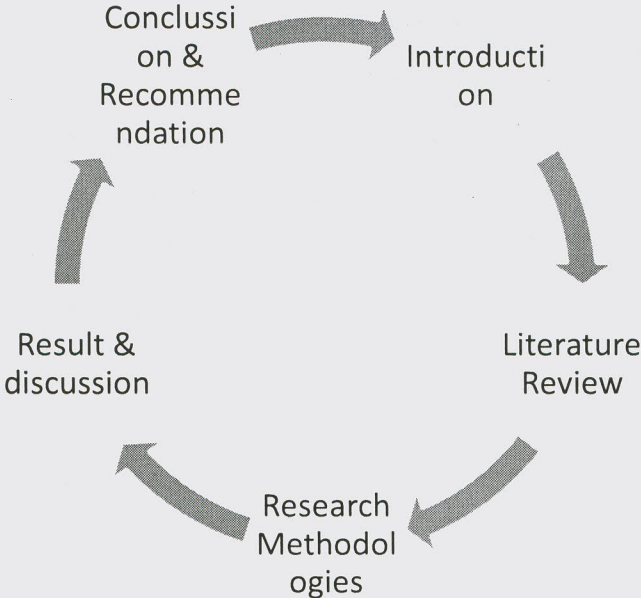 Conclussi
on &
Recomme
ndation
Introducti
on
Literature
Review
Research
Methodol
ogies
Result &
discussion